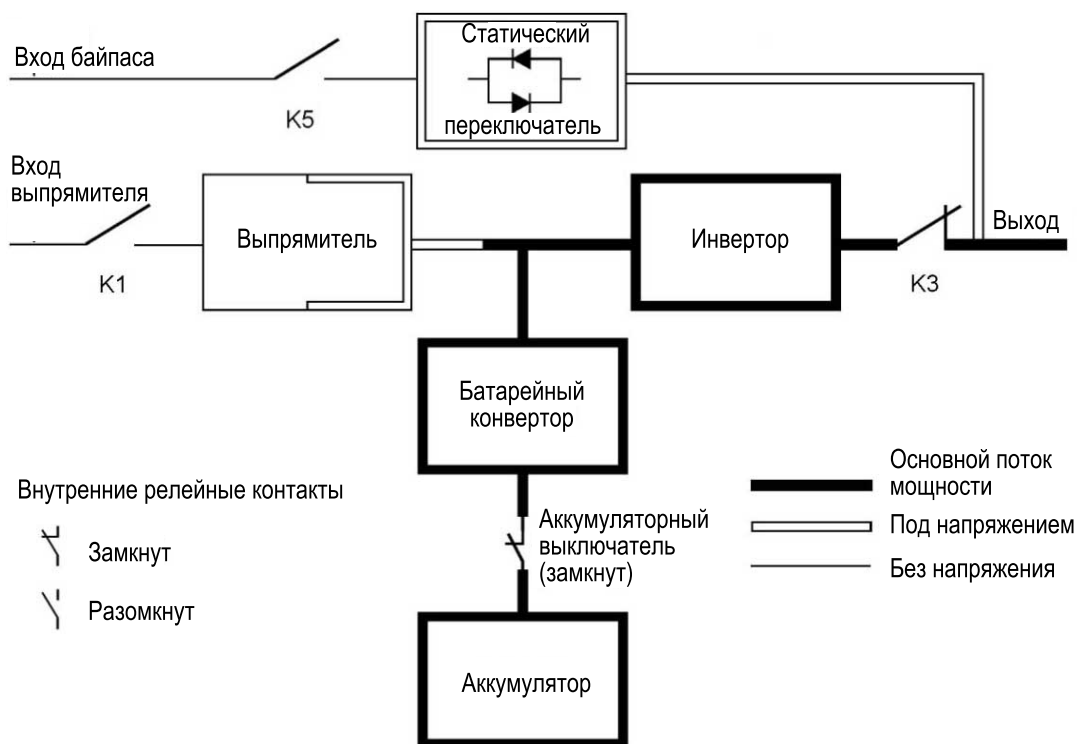 Вход байпаса
K5
Статический
переключатель
Вход
выпрямителя
K1
Выпрямитель
Инвертор
K3
Выход
Батарейный
конвертор
Внутренние релейные контакты
Замкнут
Разомкнут
Аккумуляторный
выключатель
(замкнут)
Аккумулятор
Основной поток
мощности
Под напряжением
Без напряжения